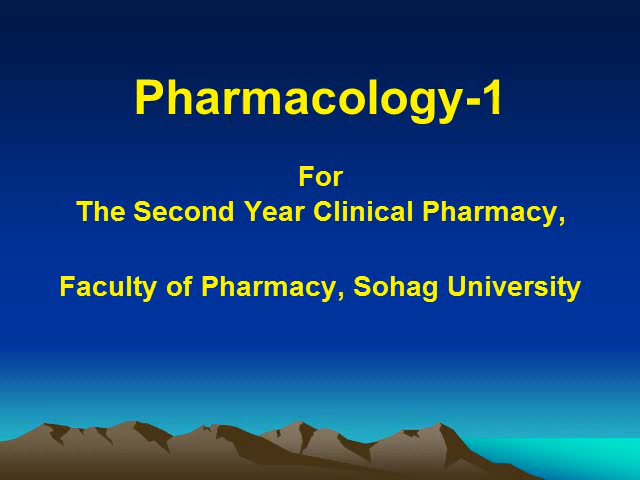 Pharmacology-1
For
The Second Year Clinical Pharmacy,
Faculty of Pharmacy, Sohag University